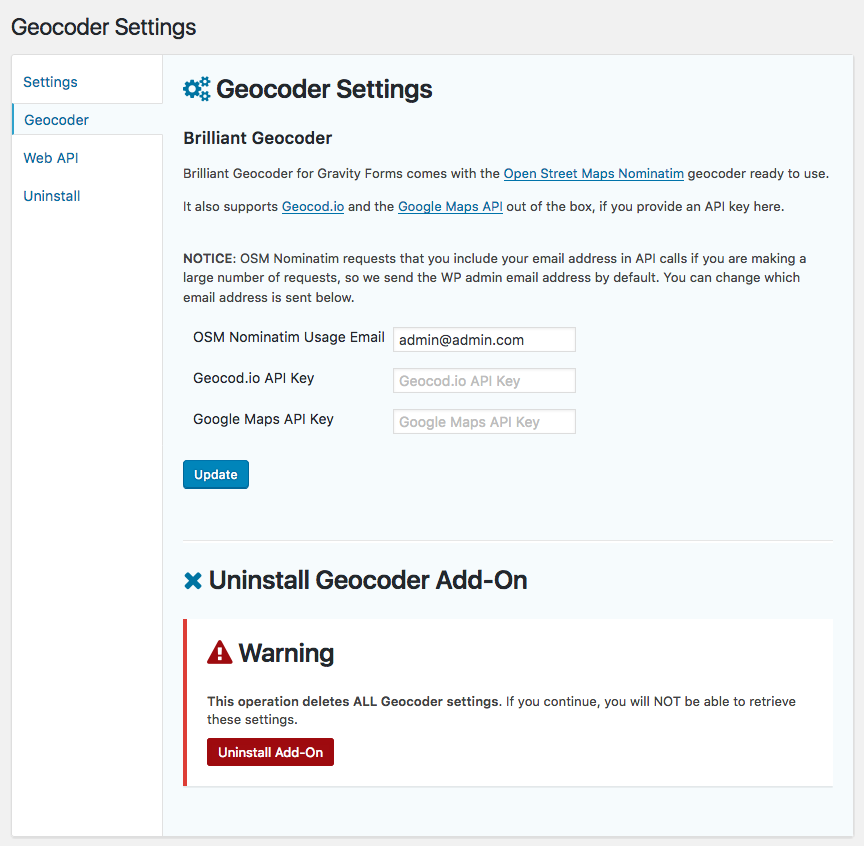 Geocoder Settings
Settings
Geocoder
Web API
Uninstall
Geocoder Settings
Brilliant Geocoder
Brilliant Geocoder for Gravity Forms comes with the Open Street Maps Nominatim geocoder ready to use.
It also supports Geocod.io and the Google Maps API out of the box, if you provide an API key here.
NOTICE: OSM Nominatim requests that you include your email address in API calls if you are making a
large number of requests, so we send the WP admin email address by default. You can change which
email address is sent below.
OSM Nominatim Usage Email admin@admin.com
Geocod.io API Key Geocod.io API Key
Google Maps API Key Google Maps API Key
Update
Uninstall Geocoder Add-On
Warning
This operation deletes ALL Geocoder settings. If you continue, you will NOT be able to retrieve
these settings.
Uninstall Add-On